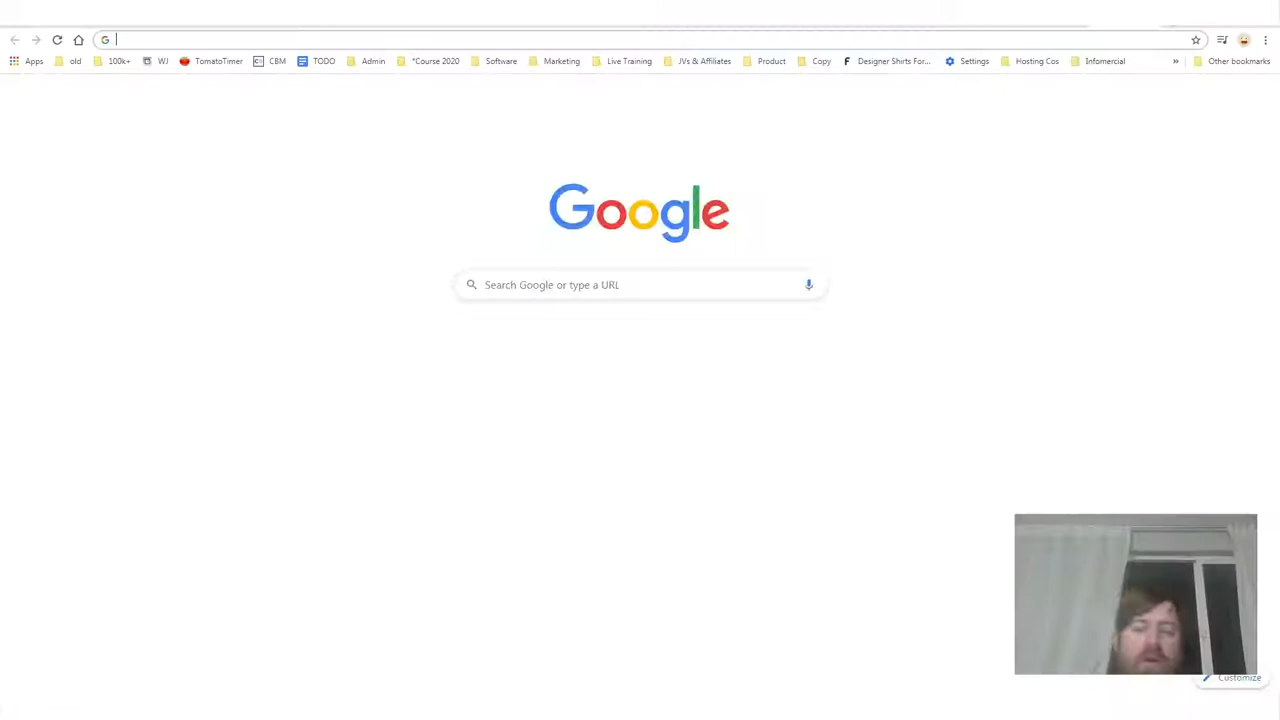 Apps old 100+ WJ TomatoTimer CBM TODO Admin *Course 2020 Software Marketing Live Training JVs & Affiliates Product Copy Designer Shirts For... Settings Hosting Cos Infomercial » Other bookmarks
Google
Search Google or type a URL
Customize